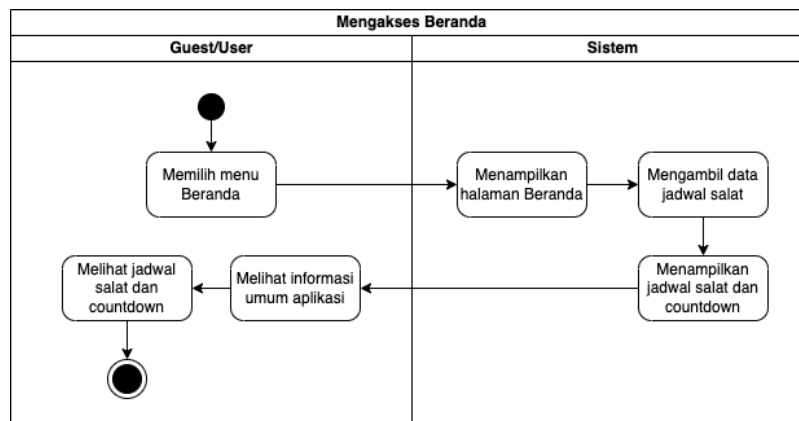 Mengakses Beranda
Guest/User
Sistem
Memilih menu
Beranda
Menampilkan
halaman Beranda
Mengambil data
jadwal salat
Menampilkan
jadwal salat dan
countdown
Melihat informasi
umum aplikasi
Melihat jadwal
salat dan
countdown